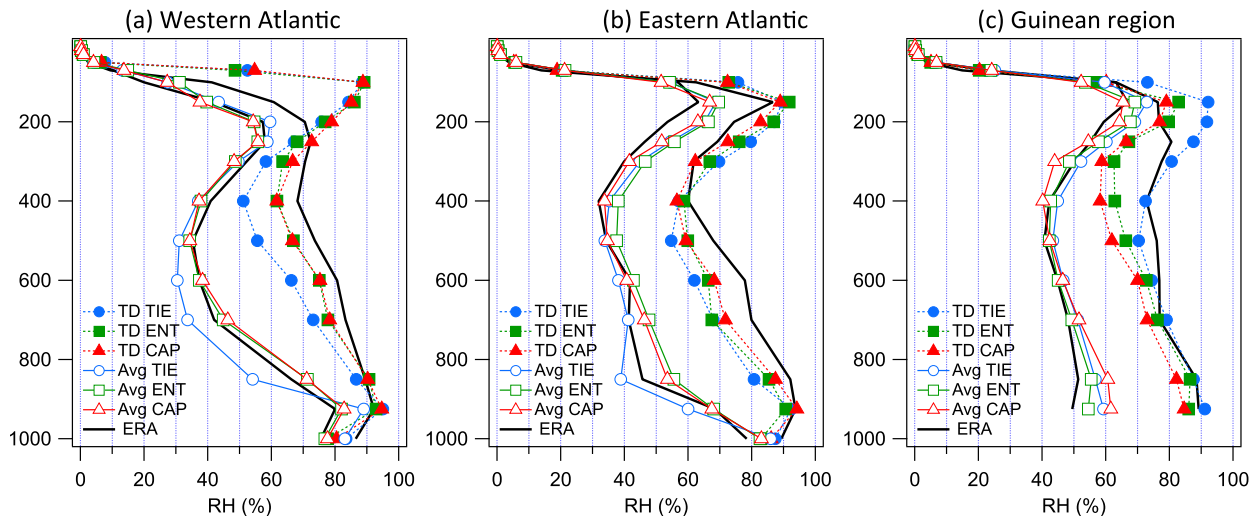 (a) Western Atlantic
(b) Eastern Atlantic
(c) Guinean region
200
400
600
800
1000
TD TIE
TD ENT
TD CAP
Avg TIE
Avg ENT
Avg CAP
ERA
0 20 40 60 80 100
RH (%)
200
400
600
800
1000
TD TIE
TD ENT
TD CAP
Avg TIE
Avg ENT
Avg CAP
ERA
0 20 40 60 80 100
RH (%)
200
400
600
800
1000
TD TIE
TD ENT
TD CAP
Avg TIE
Avg ENT
Avg CAP
ERA
0 20 40 60 80 100
RH (%)